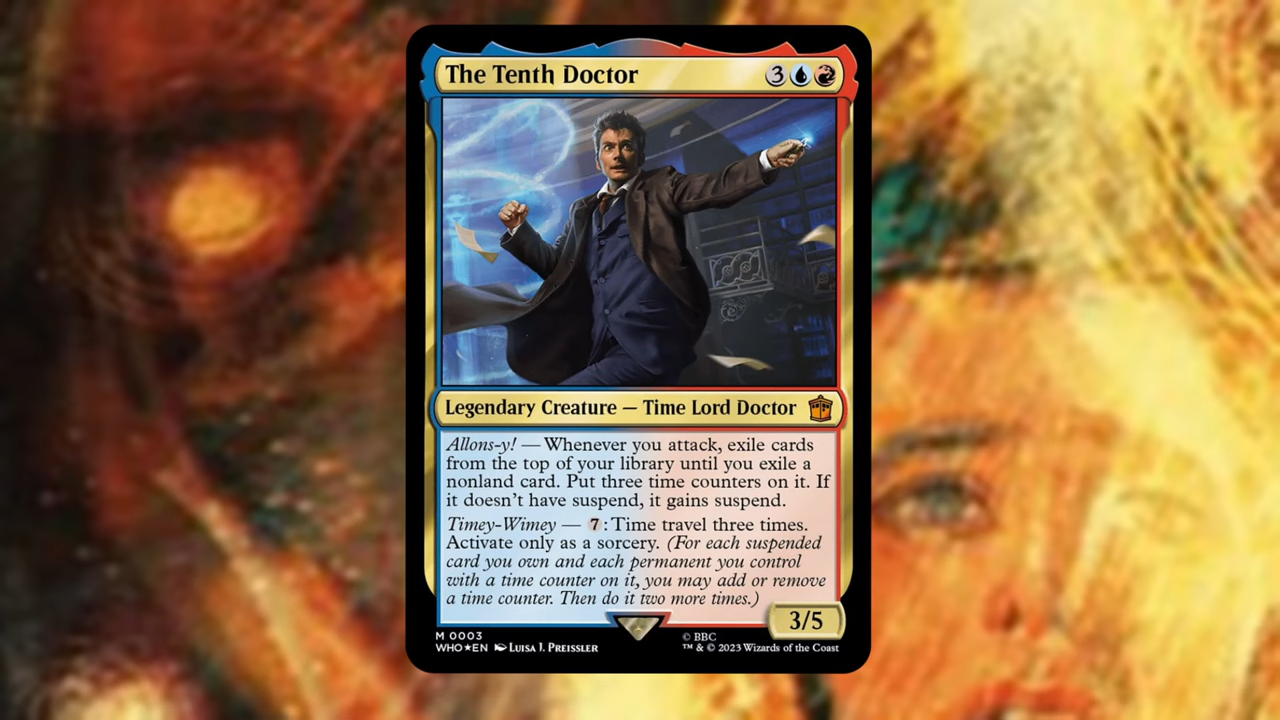 The Tenth Doctor 3
Legendary Creature — Time Lord Doctor
Allons-y! — Whenever you attack, exile cards
from the top of your library until you exile a
nonland card. Put three time counters on it. If
it doesn't have suspend, it gains suspend.
Timey-Wimey — 7: Time travel three times.
Activate only as a sorcery. (For each suspended
card you own and each permanent you control
with a time counter on it, you may add or remove
a time counter. Then do it two more times.)
3/5
M 0003
WHO★EN Luisa J. Preissler
© BBC
™ & © 2023 Wizards of the Coast